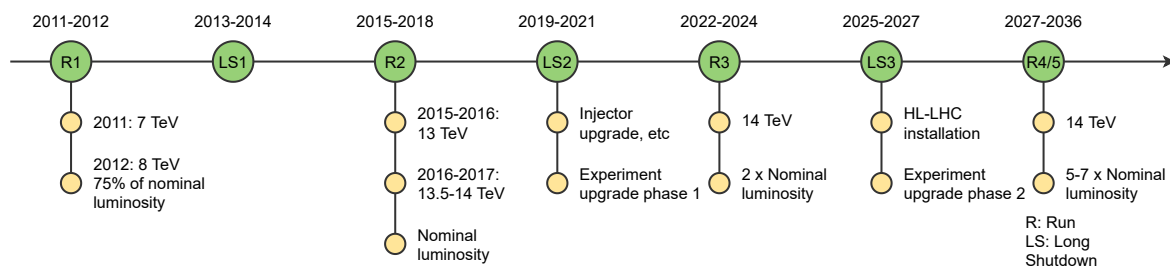 2011-2012
2013-2014
2015-2018
2019-2021
2022-2024
2025-2027
2027-2036
R1
LS1
R2
LS2
R3
LS3
R4/5
2011: 7 TeV
2012: 8 TeV
75% of nominal
luminosity
2015-2016:
13 TeV
2016-2017:
13.5-14 TeV
Nominal
luminosity
Injector
upgrade, etc
Experiment
upgrade phase 1
14 TeV
2 x Nominal
luminosity
HL-LHC
installation
Experiment
upgrade phase 2
14 TeV
5-7 x Nominal
luminosity
R: Run
LS: Long
Shutdown